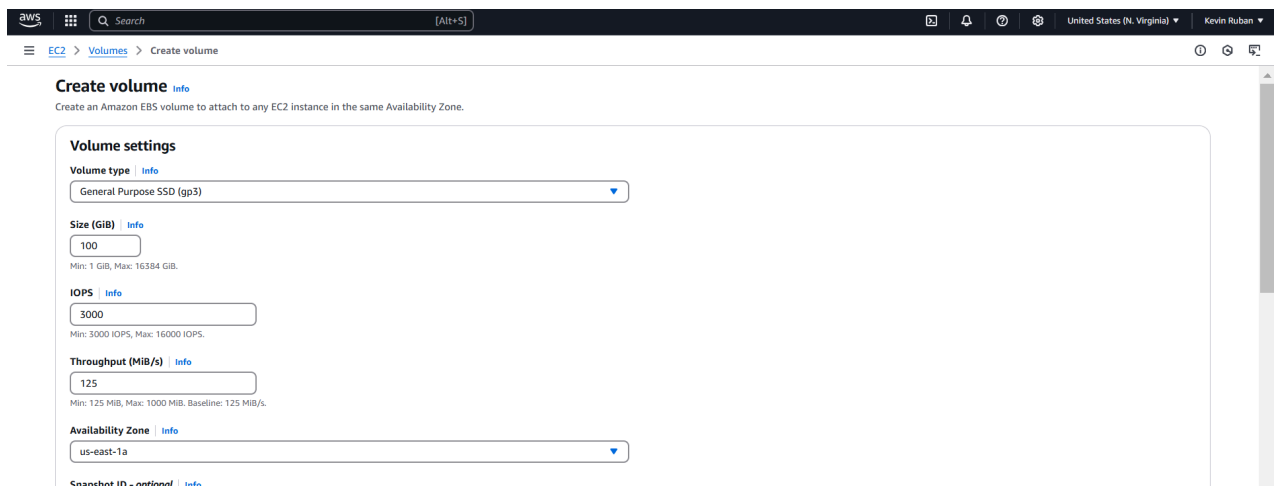 aws Search [Alt+S] United States (N. Virginia) Kevin Ruban
EC2 > Volumes > Create volume
Create volume Info
Create an Amazon EBS volume to attach to any EC2 instance in the same Availability Zone.
Volume settings
Volume type Info
General Purpose SSD (gp3)
Size (GiB) Info
100
Min: 1 GiB, Max: 16384 GiB.
IOPS Info
3000
Min: 3000 IOPS, Max: 16000 IOPS.
Throughput (MiB/s) Info
125
Min: 125 MiB, Max: 1000 MiB. Baseline: 125 MiB/s.
Availability Zone Info
us-east-1a
Snapshot ID - optional Info